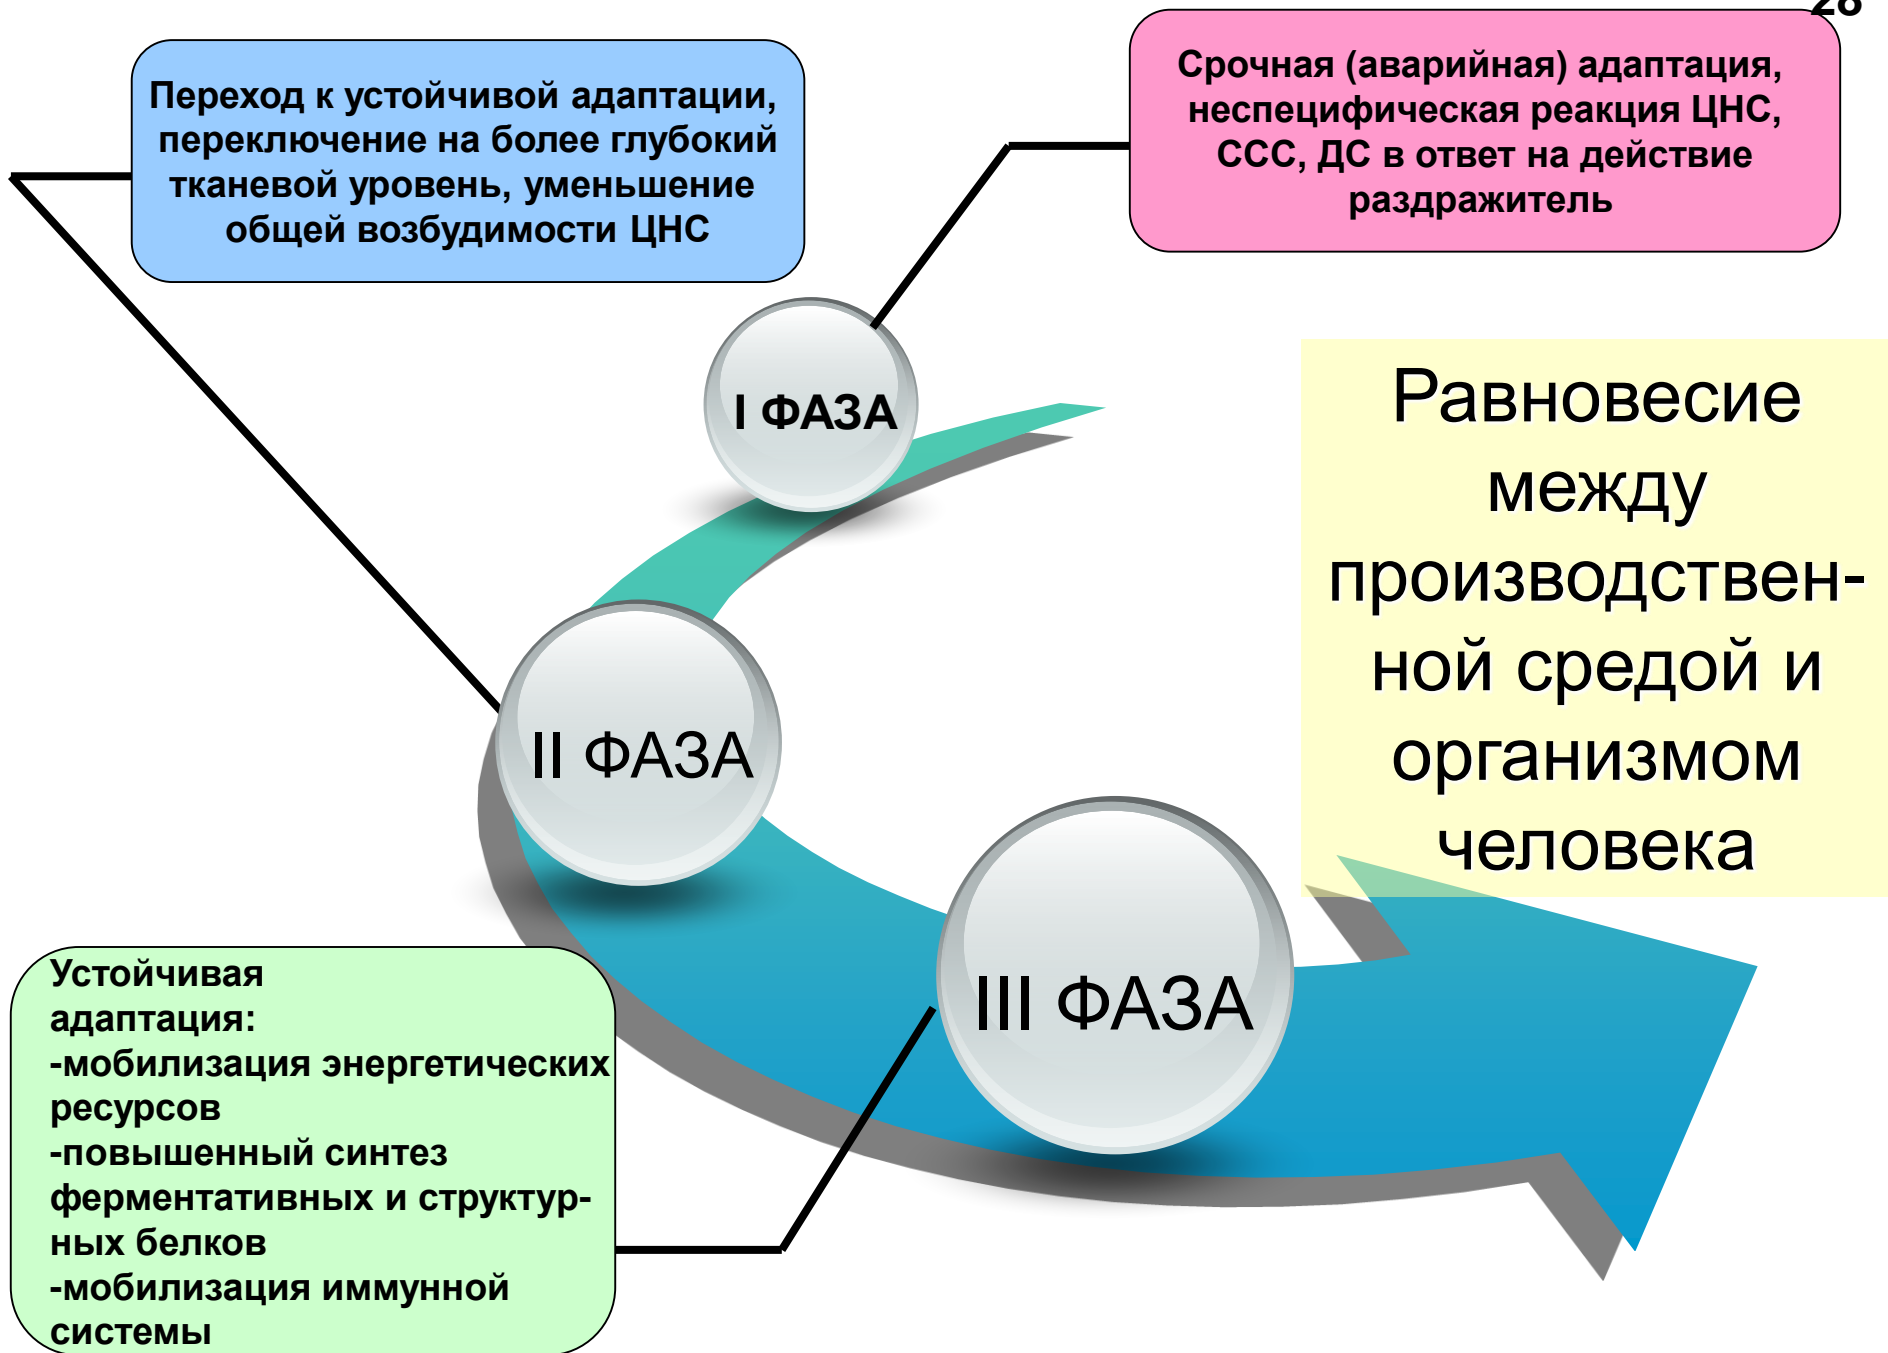 28
Переход к устойчивой адаптации,
переключение на более глубокий
тканевой уровень, уменьшение
общей возбудимости ЦНС
Срочная (аварийная) адаптация,
неспецифическая реакция ЦНС,
ССС, ДС в ответ на действие
раздражитель
I ФАЗА
Равновесие
между
производствен-
ной средой и
организмом
человека
II ФАЗА
III ФАЗА
Устойчивая
адаптация:
-мобилизация энергетических
ресурсов
-повышенный синтез
ферментативных и структур-
ных белков
-мобилизация иммунной
системы